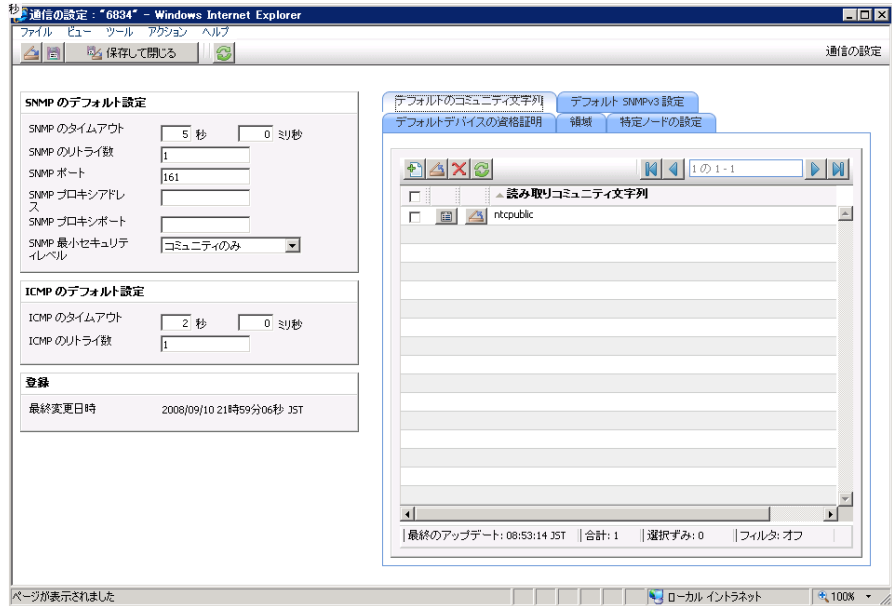 秒
通信の設定 : "6834" - Windows Internet Explorer
ファイル ビュー ツール アクション ヘルプ
保存して閉じる
通信の設定
SNMP のデフォルト設定
SNMP のタイムアウト 5 秒 0 ミリ秒
SNMP のリトライ数 1
SNMP ポート 161
SNMP プロキシアドレ
ス
SNMP プロキシポート
SNMP 最小セキュリテ
ィレベル
コミュニティのみ
ICMP のデフォルト設定
ICMP のタイムアウト 2 秒 0 ミリ秒
ICMP のリトライ数 1
登録
最終変更日時 2008/09/10 21時59分06秒 JST
デフォルトのコミュニティ文字列 デフォルト SNMPv3 設定
デフォルトデバイスの資格証明 領域 特定ノードの設定
1 の 1 - 1
読み取りコミュニティ文字列
ntcpublic
最終のアップデート: 08:53:14 JST 合計: 1 選択ずみ: 0 フィルタ: オフ
ページが表示されました
ローカル イントラネット
100%